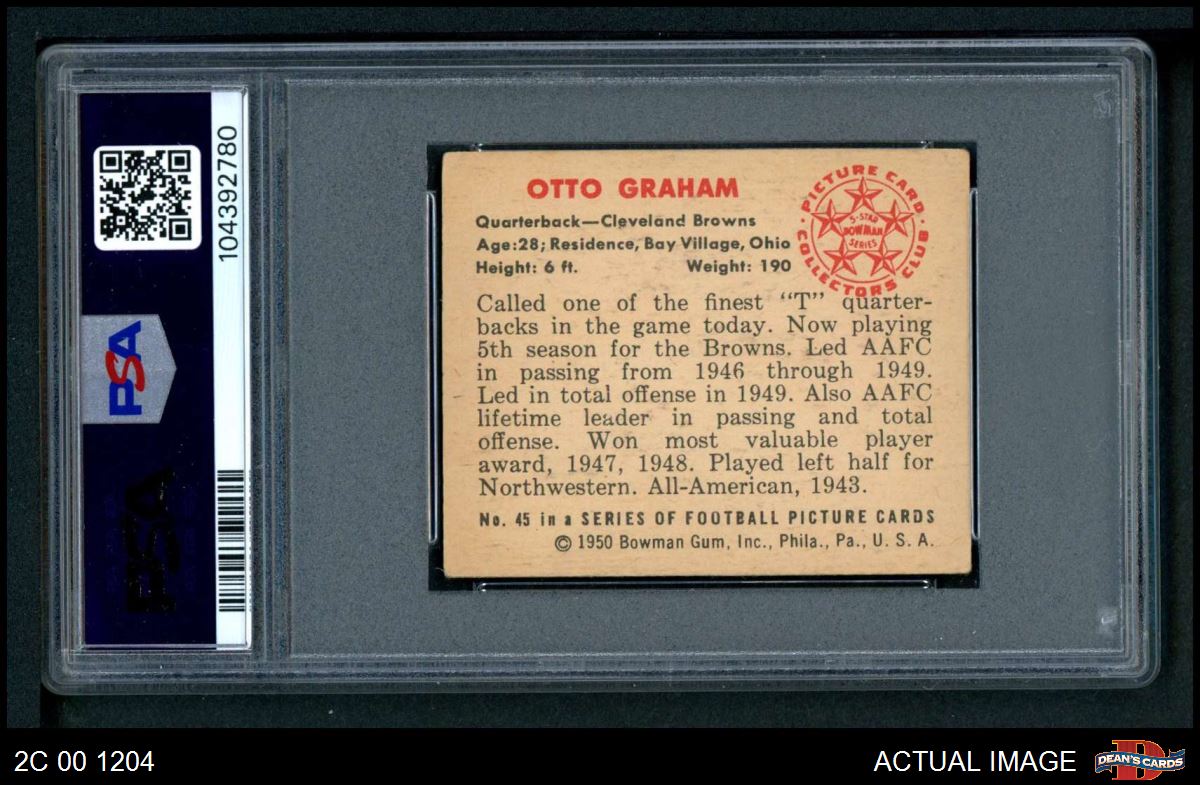 104392780
PSA
PSA
OTTO GRAHAM
Quarterback—Cleveland Browns
Age:28; Residence, Bay Village, Ohio
Height: 6 ft. Weight: 190
PICTURE CARD
COLLECTORS CLUB
5-STAR
BOWMAN
SERIES
Called one of the finest “T” quarter-
backs in the game today. Now playing
5th season for the Browns. Led AAFC
in passing from 1946 through 1949.
Led in total offense in 1949. Also AAFC
lifetime leader in passing and total
offense. Won most valuable player
award, 1947, 1948. Played left half for
Northwestern. All-American, 1943.
No. 45 in a SERIES OF FOOTBALL PICTURE CARDS
© 1950 Bowman Gum, Inc., Phila., Pa., U. S. A.
2C 00 1204
ACTUAL IMAGE
D
DEAN'S CARDS